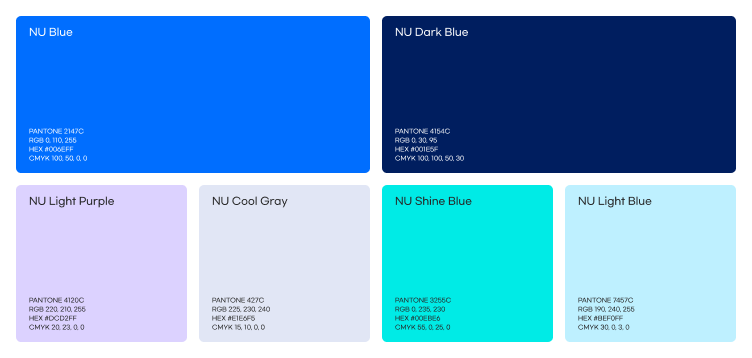 NU Blue
PANTONE 2147C
RGB 0, 110, 255
HEX #006EFF
CMYK 100, 50, 0, 0
NU Dark Blue
PANTONE 4154C
RGB 0, 30, 95
HEX #001E5F
CMYK 100, 100, 50, 30
NU Light Purple
PANTONE 4120C
RGB 220, 210, 255
HEX #DCD2FF
CMYK 20, 23, 0, 0
NU Cool Gray
PANTONE 427C
RGB 225, 230, 240
HEX #E1E6F5
CMYK 15, 10, 0, 0
NU Shine Blue
PANTONE 3255C
RGB 0, 235, 230
HEX #00EBE6
CMYK 55, 0, 25, 0
NU Light Blue
PANTONE 7457C
RGB 190, 240, 255
HEX #BEF0FF
CMYK 30, 0, 3, 0